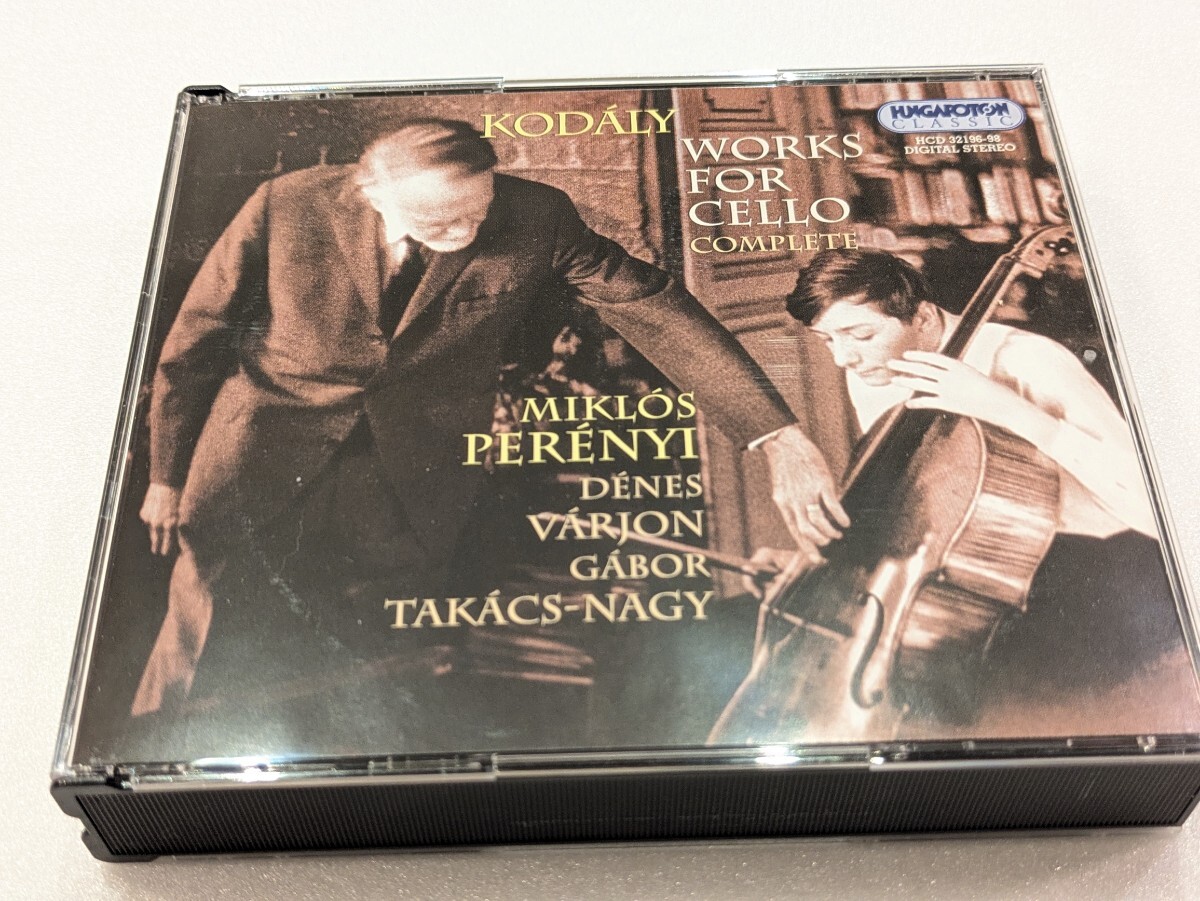 KODÁLY
WORKS
FOR
CELLO
COMPLETE
HUNGAROTON
CLASSIC
HCD 32196-98
DIGITAL STEREO
MIKLÓS
PERÉNYI
DÉNES
VÁRJON
GÁBOR
TAKÁCS-NAGY